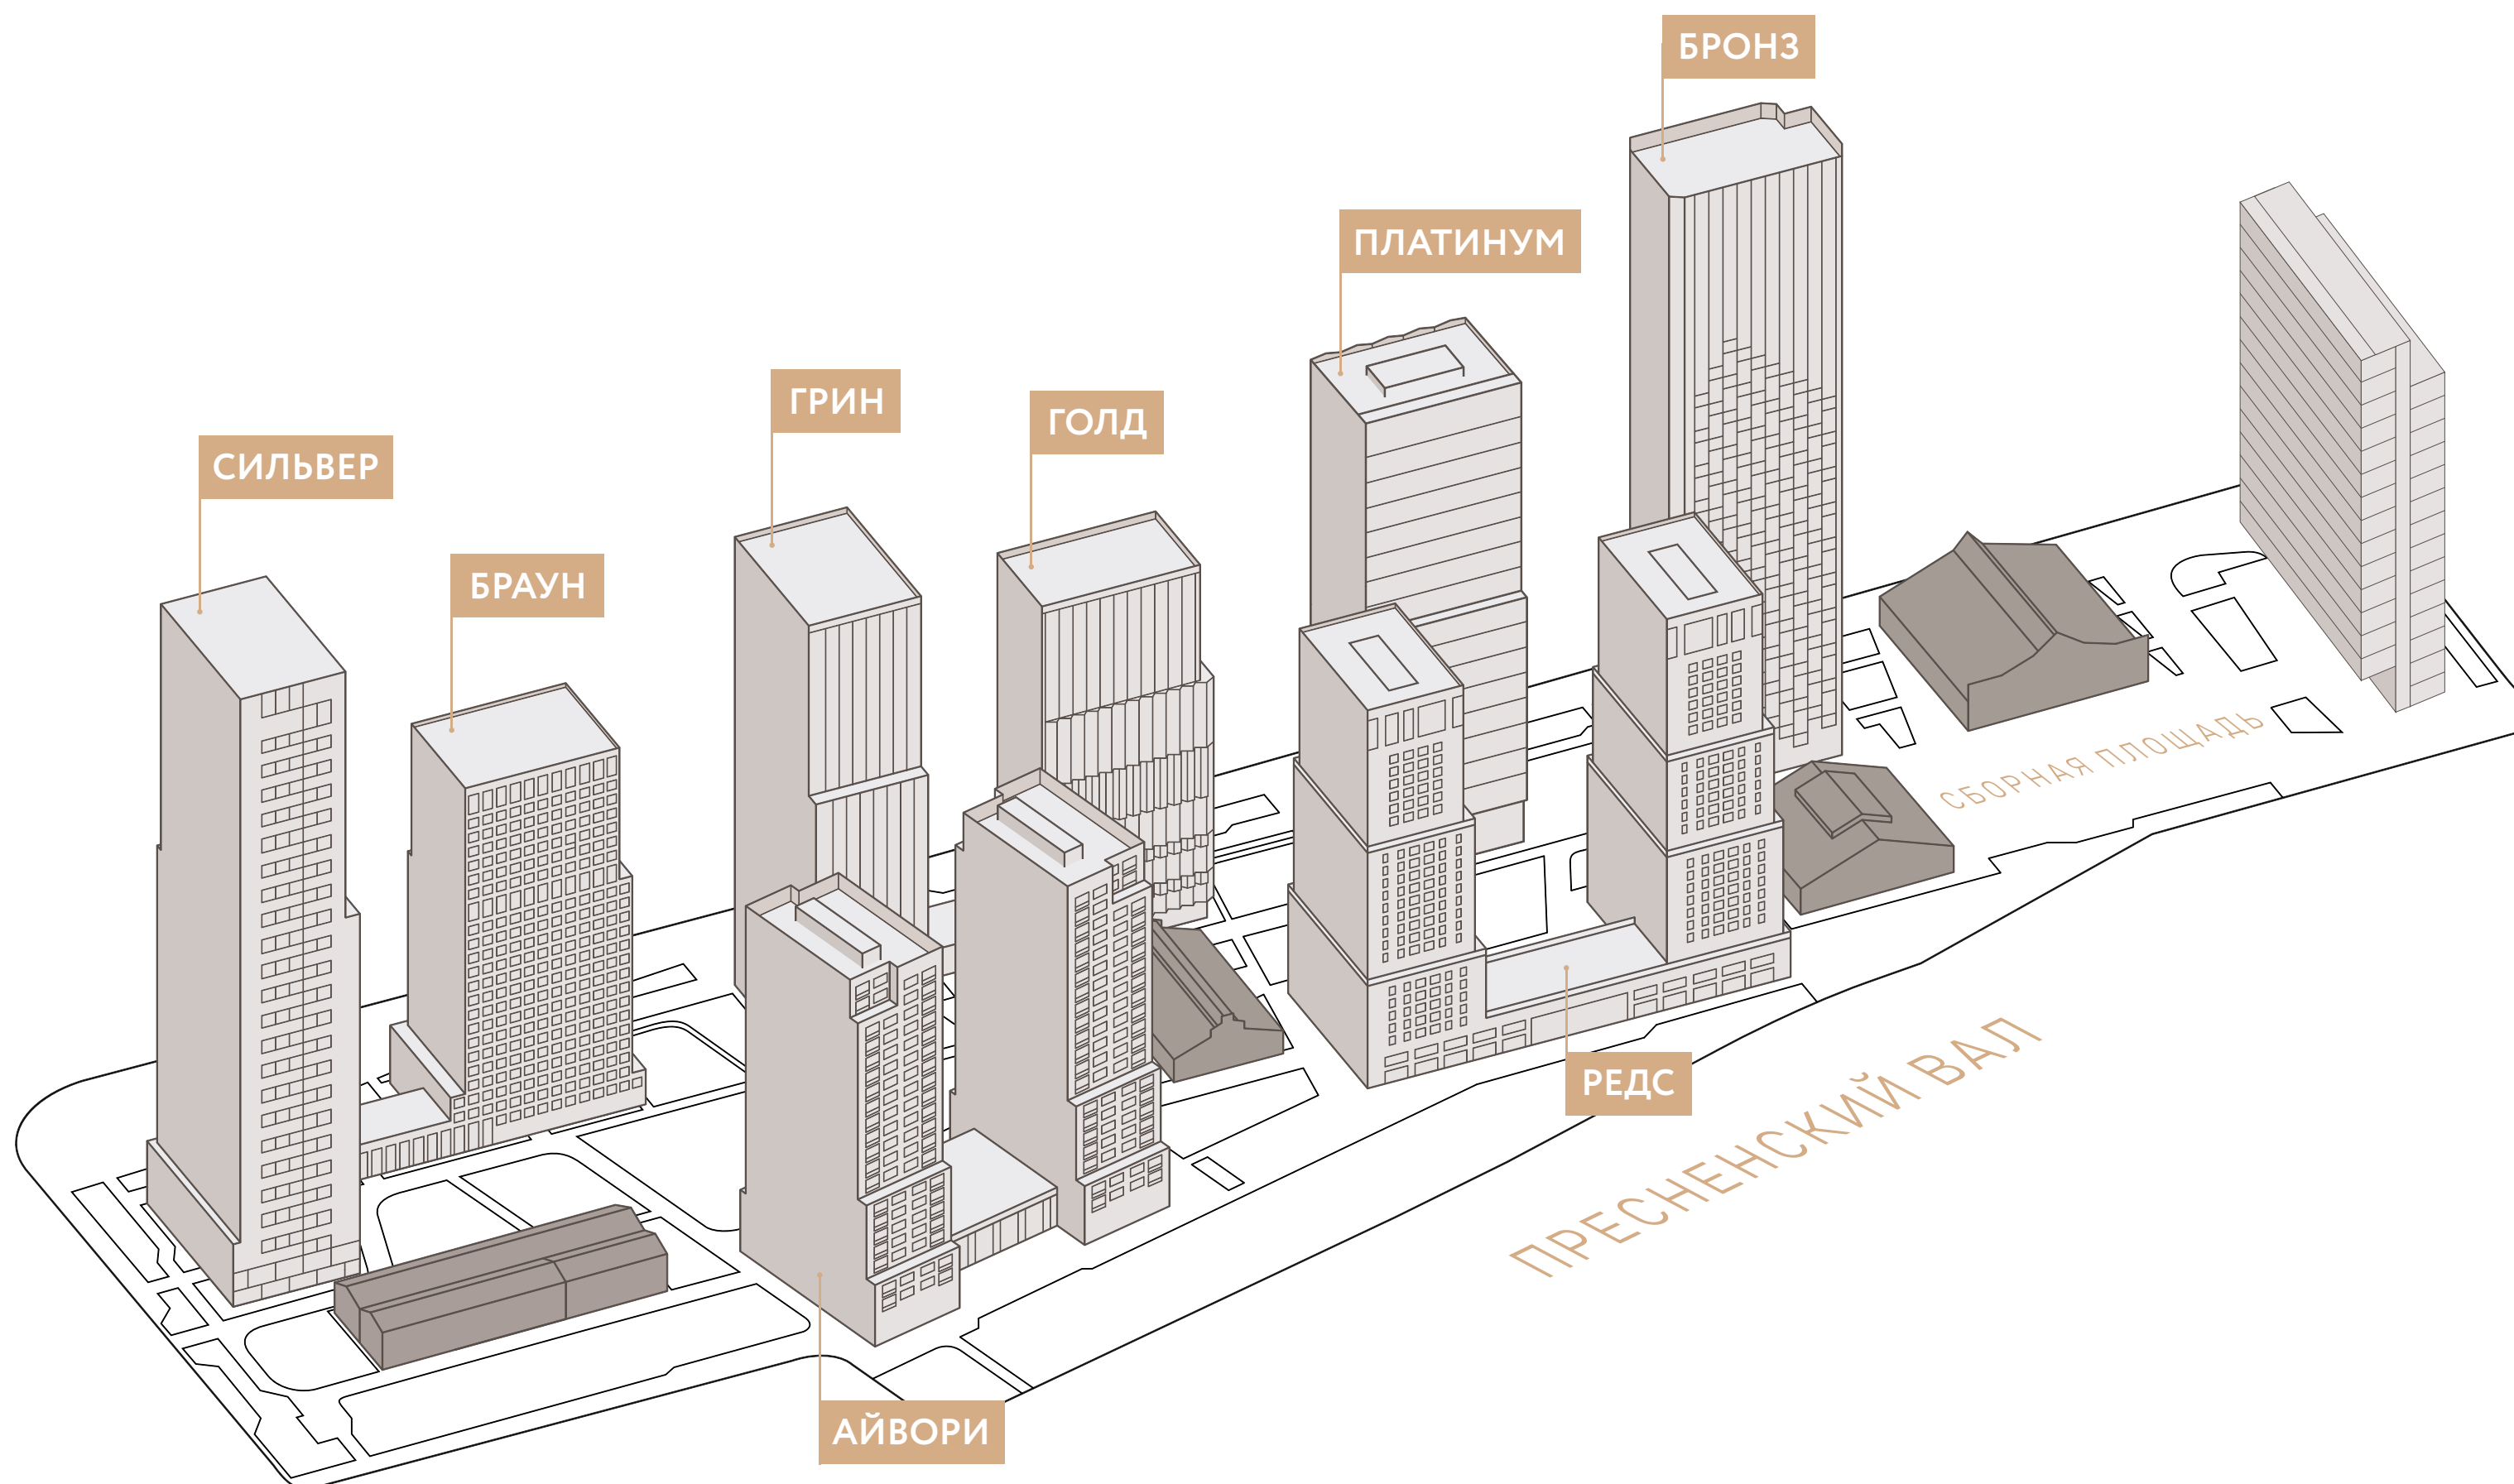 БРОНЗ
ПЛАТИНУМ
ГРИН
ГОЛД
СИЛЬВЕР
БРАУН
СБОРНАЯ ПЛОЩАДЬ
РЕДС
ПРЕСНЕНСКИЙ ВАЛ
АЙВОРИ